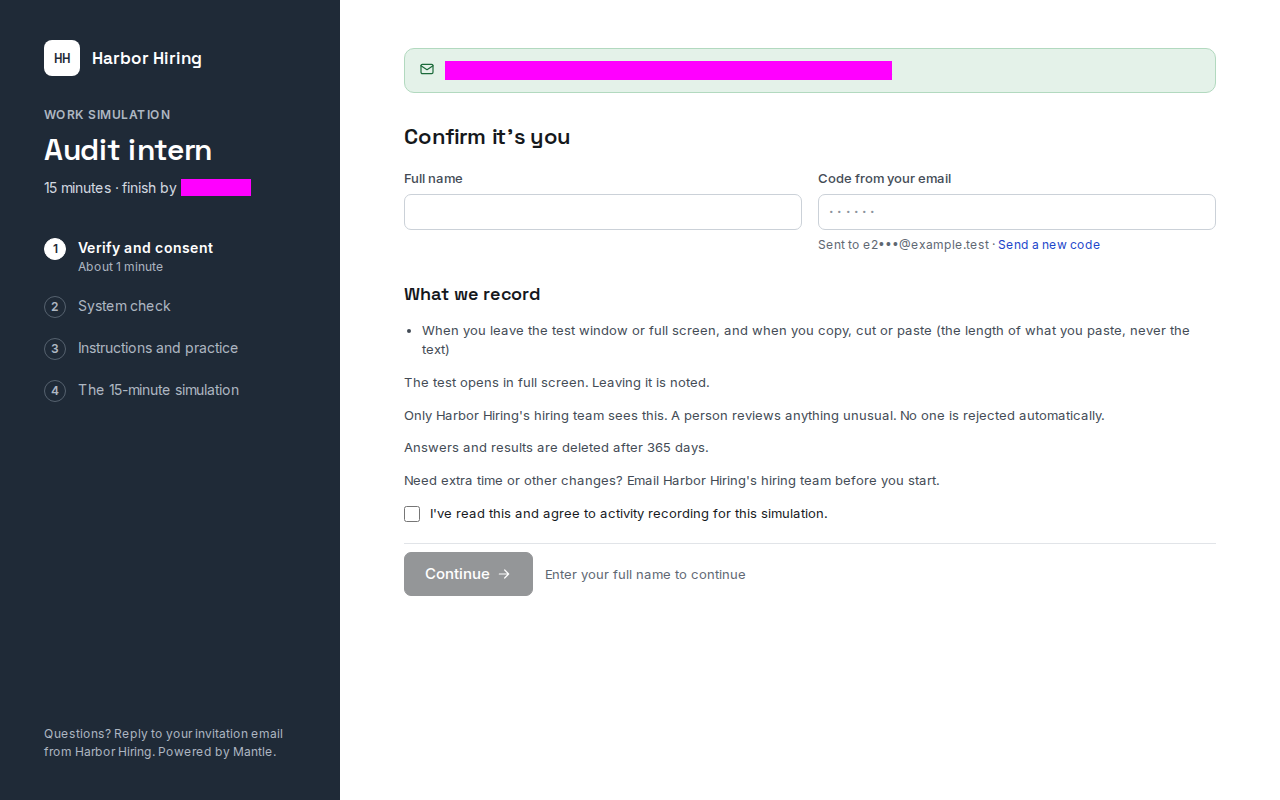 HH
Harbor Hiring
WORK SIMULATION
Audit intern
15 minutes · finish by
1
Verify and consent
About 1 minute
2
System check
3
Instructions and practice
4
The 15-minute simulation
Questions? Reply to your invitation email
from Harbor Hiring. Powered by Mantle.
Confirm it’s you
Full name
Code from your email
······
Sent to e2•••@example.test · Send a new code
What we record
• When you leave the test window or full screen, and when you copy, cut or paste (the length of what you paste, never the
text)
The test opens in full screen. Leaving it is noted.
Only Harbor Hiring's hiring team sees this. A person reviews anything unusual. No one is rejected automatically.
Answers and results are deleted after 365 days.
Need extra time or other changes? Email Harbor Hiring's hiring team before you start.
I've read this and agree to activity recording for this simulation.
Continue →
Enter your full name to continue